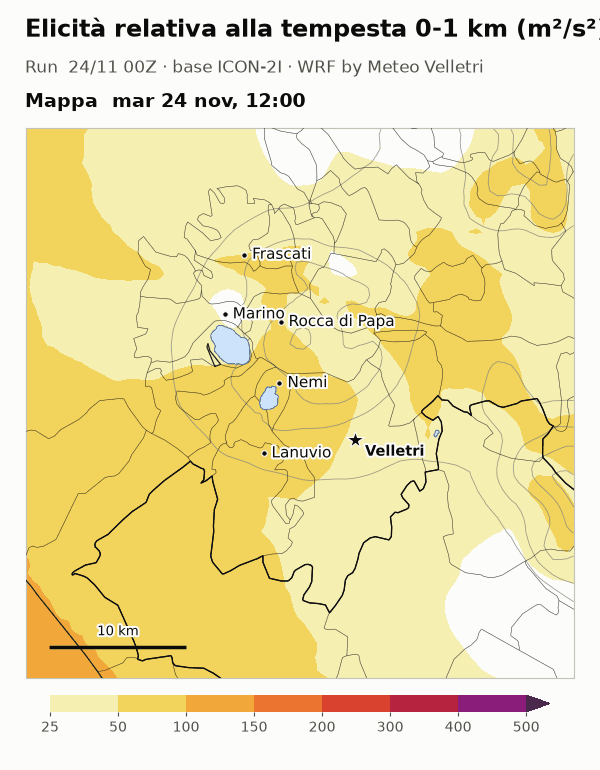 Elicità relativa alla tempesta 0-1 km (m²/s²)
Run 24/11 00Z · base ICON-2I · WRF by Meteo Velletri
Mappa mar 24 nov, 12:00
Frascati
Marino
Rocca di Papa
Nemi
Velletri
Lanuvio
10 km
25 50 100 150 200 300 400 500